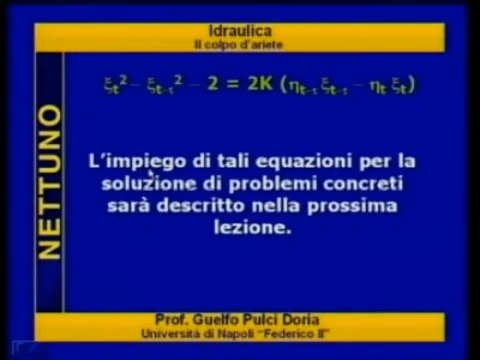 Idraulica
Il colpo d'ariete
ξt² – ξt-τ² – 2 = 2K (ηt-τ ξt-τ – ηt ξt)
NETTUNO
L'impiego di tali equazioni per la
soluzione di problemi concreti
sarà descritto nella prossima
lezione.
Prof. Guelfo Pulci Doria
Università di Napoli "Federico II"